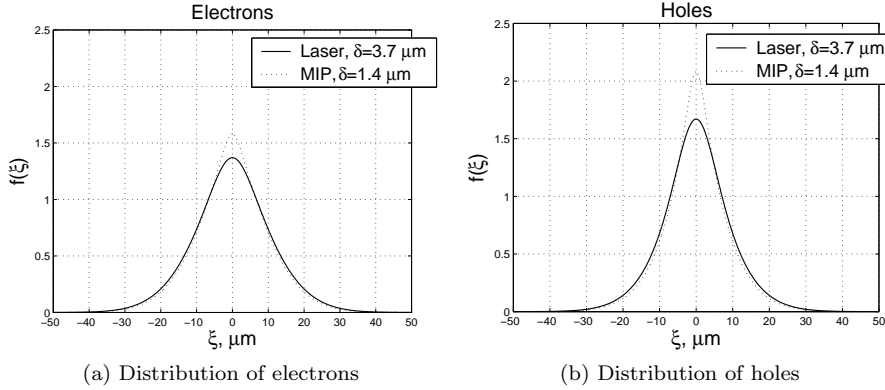 Electrons
2.5
2
1.5
1
0.5
0
f(ξ)
Laser, δ=3.7 μm
MIP, δ=1.4 μm
−50 −40 −30 −20 −10 0 10 20 30 40 50
ξ, μm
(a) Distribution of electrons
Holes
2.5
2
1.5
1
0.5
0
f(ξ)
Laser, δ=3.7 μm
MIP, δ=1.4 μm
−50 −40 −30 −20 −10 0 10 20 30 40 50
ξ, μm
(b) Distribution of holes